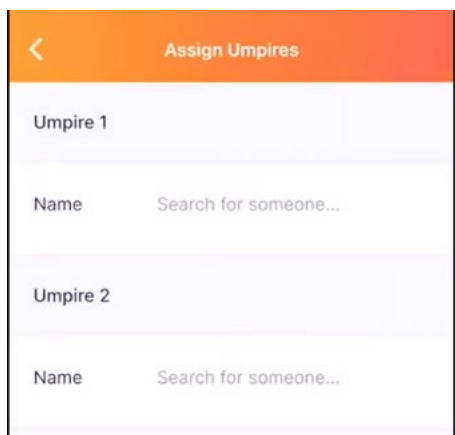 Assign Umpires
Umpire 1
Name Search for someone...
Umpire 2
Name Search for someone...